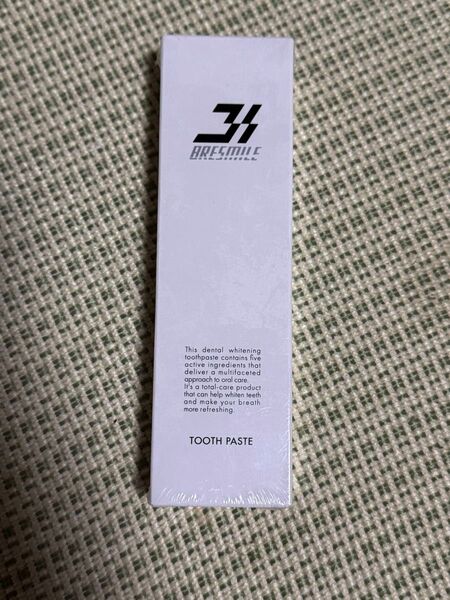 BRESMILE
This dental whitening
toothpaste contains five
active ingredients that
deliver a multifaceted
approach to oral care.
It's a total-care product
that can help whiten teeth
and make your breath
more refreshing.
TOOTH PASTE